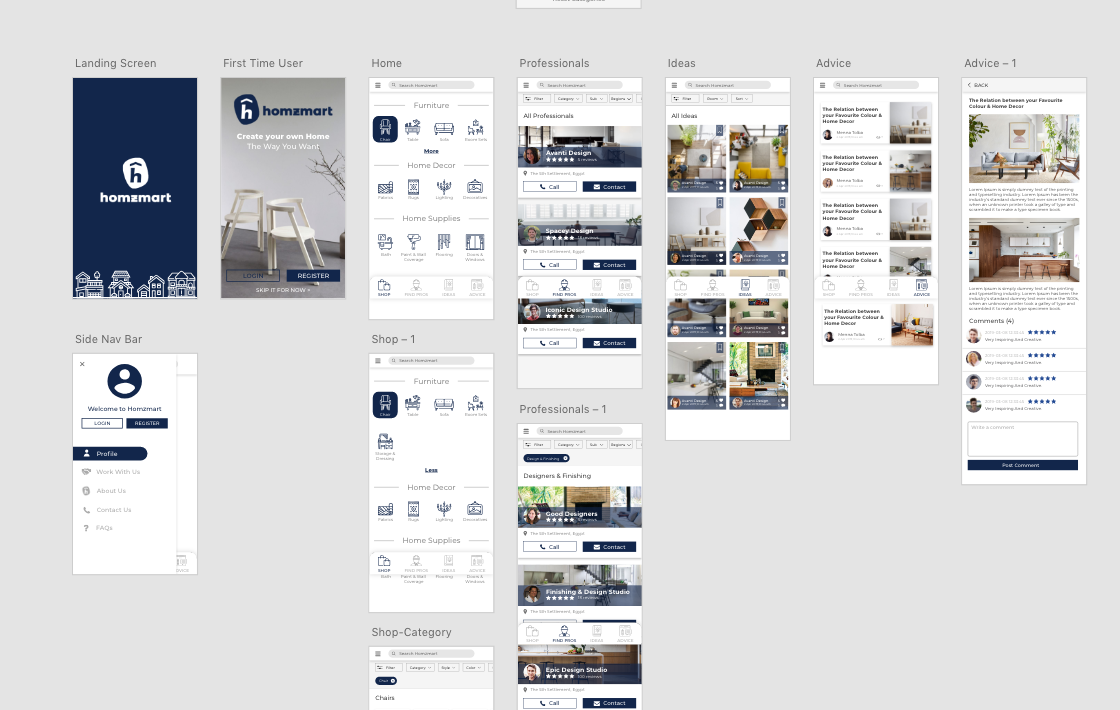 Landing Screen
homzmart
First Time User
homzmart
Create your own Home
The Way You Want
LOGIN
REGISTER
SKIP IT FOR NOW >
Home
Search Homzmart
Furniture
Chair
Table
Sofa
Room Sets
More
Home Decor
Fabrics
Rugs
Lighting
Decoratives
Home Supplies
Bath
Paint & Wall Coverage
Flooring
Doors & Windows
SHOP
FIND PROS
IDEAS
ADVICE
Professionals
Search Homzmart
Filter
Category
Sub.
Regions
All Professionals
Avanti Design
5 reviews
The 5th Settlement, Egypt
Call
Contact
Spacey Design
The 5th Settlement, Egypt
Call
Contact
SHOP
FIND PROS
IDEAS
ADVICE
Iconic Design Studio
100 reviews
The 5th Settlement, Egypt
Call
Contact
Ideas
Search Homzmart
Filter
Room
Sort
All Ideas
Avanti Design
Avanti Design
Avanti Design
Avanti Design
SHOP
FIND PROS
IDEAS
ADVICE
Avanti Design
Avanti Design
Avanti Design
Avanti Design
Advice
Search Homzmart
The Relation between
your Favourite Colour &
Home Decor
Menna Talba
The Relation between
your Favourite Colour &
Home Decor
Menna Talba
The Relation between
your Favourite Colour &
Home Decor
Menna Talba
The Relation between
your Favourite Colour &
Home Decor
SHOP
FIND PROS
IDEAS
ADVICE
The Relation between
your Favourite Colour &
Home Decor
Menna Talba
Advice – 1
BACK
The Relation between your Favourite
Colour & Home Decor
Lorem Ipsum is simply dummy text of the printing
and typesetting industry. Lorem Ipsum has been the
industry's standard dummy text ever since the 1500s,
when an unknown printer took a galley of type and
scrambled it to make a type specimen book
Lorem Ipsum is simply dummy text of the printing
and typesetting industry. Lorem Ipsum has been the
industry's standard dummy text ever since the 1500s,
when an unknown printer took a galley of type and
scrambled it to make a type specimen book
Comments (4)
Very Inspiring And Creative
Very Inspiring And Creative
Very Inspiring And Creative
Very Inspiring And Creative
Write a comment
Post Comment
Side Nav Bar
Welcome to Homzmart
LOGIN
REGISTER
Profile
Work With Us
About Us
Contact Us
FAQs
Shop – 1
Search Homzmart
Furniture
Chair
Table
Sofa
Room Sets
Storage & Dressing
Less
Home Decor
Fabrics
Rugs
Lighting
Decoratives
Home Supplies
SHOP
FIND PROS
IDEAS
ADVICE
Bath
Paint & Wall Coverage
Flooring
Doors & Windows
Professionals – 1
Search Homzmart
Filter
Category
Sub.
Regions
Design & Finishing
Designers & Finishing
Good Designers
The 5th Settlement, Egypt
Call
Contact
Finishing & Design Studio
The 5th Settlement, Egypt
SHOP
FIND PROS
IDEAS
ADVICE
Epic Design Studio
100 reviews
The 5th Settlement, Egypt
Call
Contact
Shop-Category
Search Homzmart
Filter
Category
Style
Color
Chair
Chairs